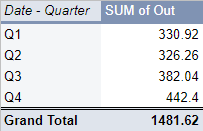 Date - Quarter SUM of Out
Q1 330.92
Q2 326.26
Q3 382.04
Q4 442.4
Grand Total 1481.62